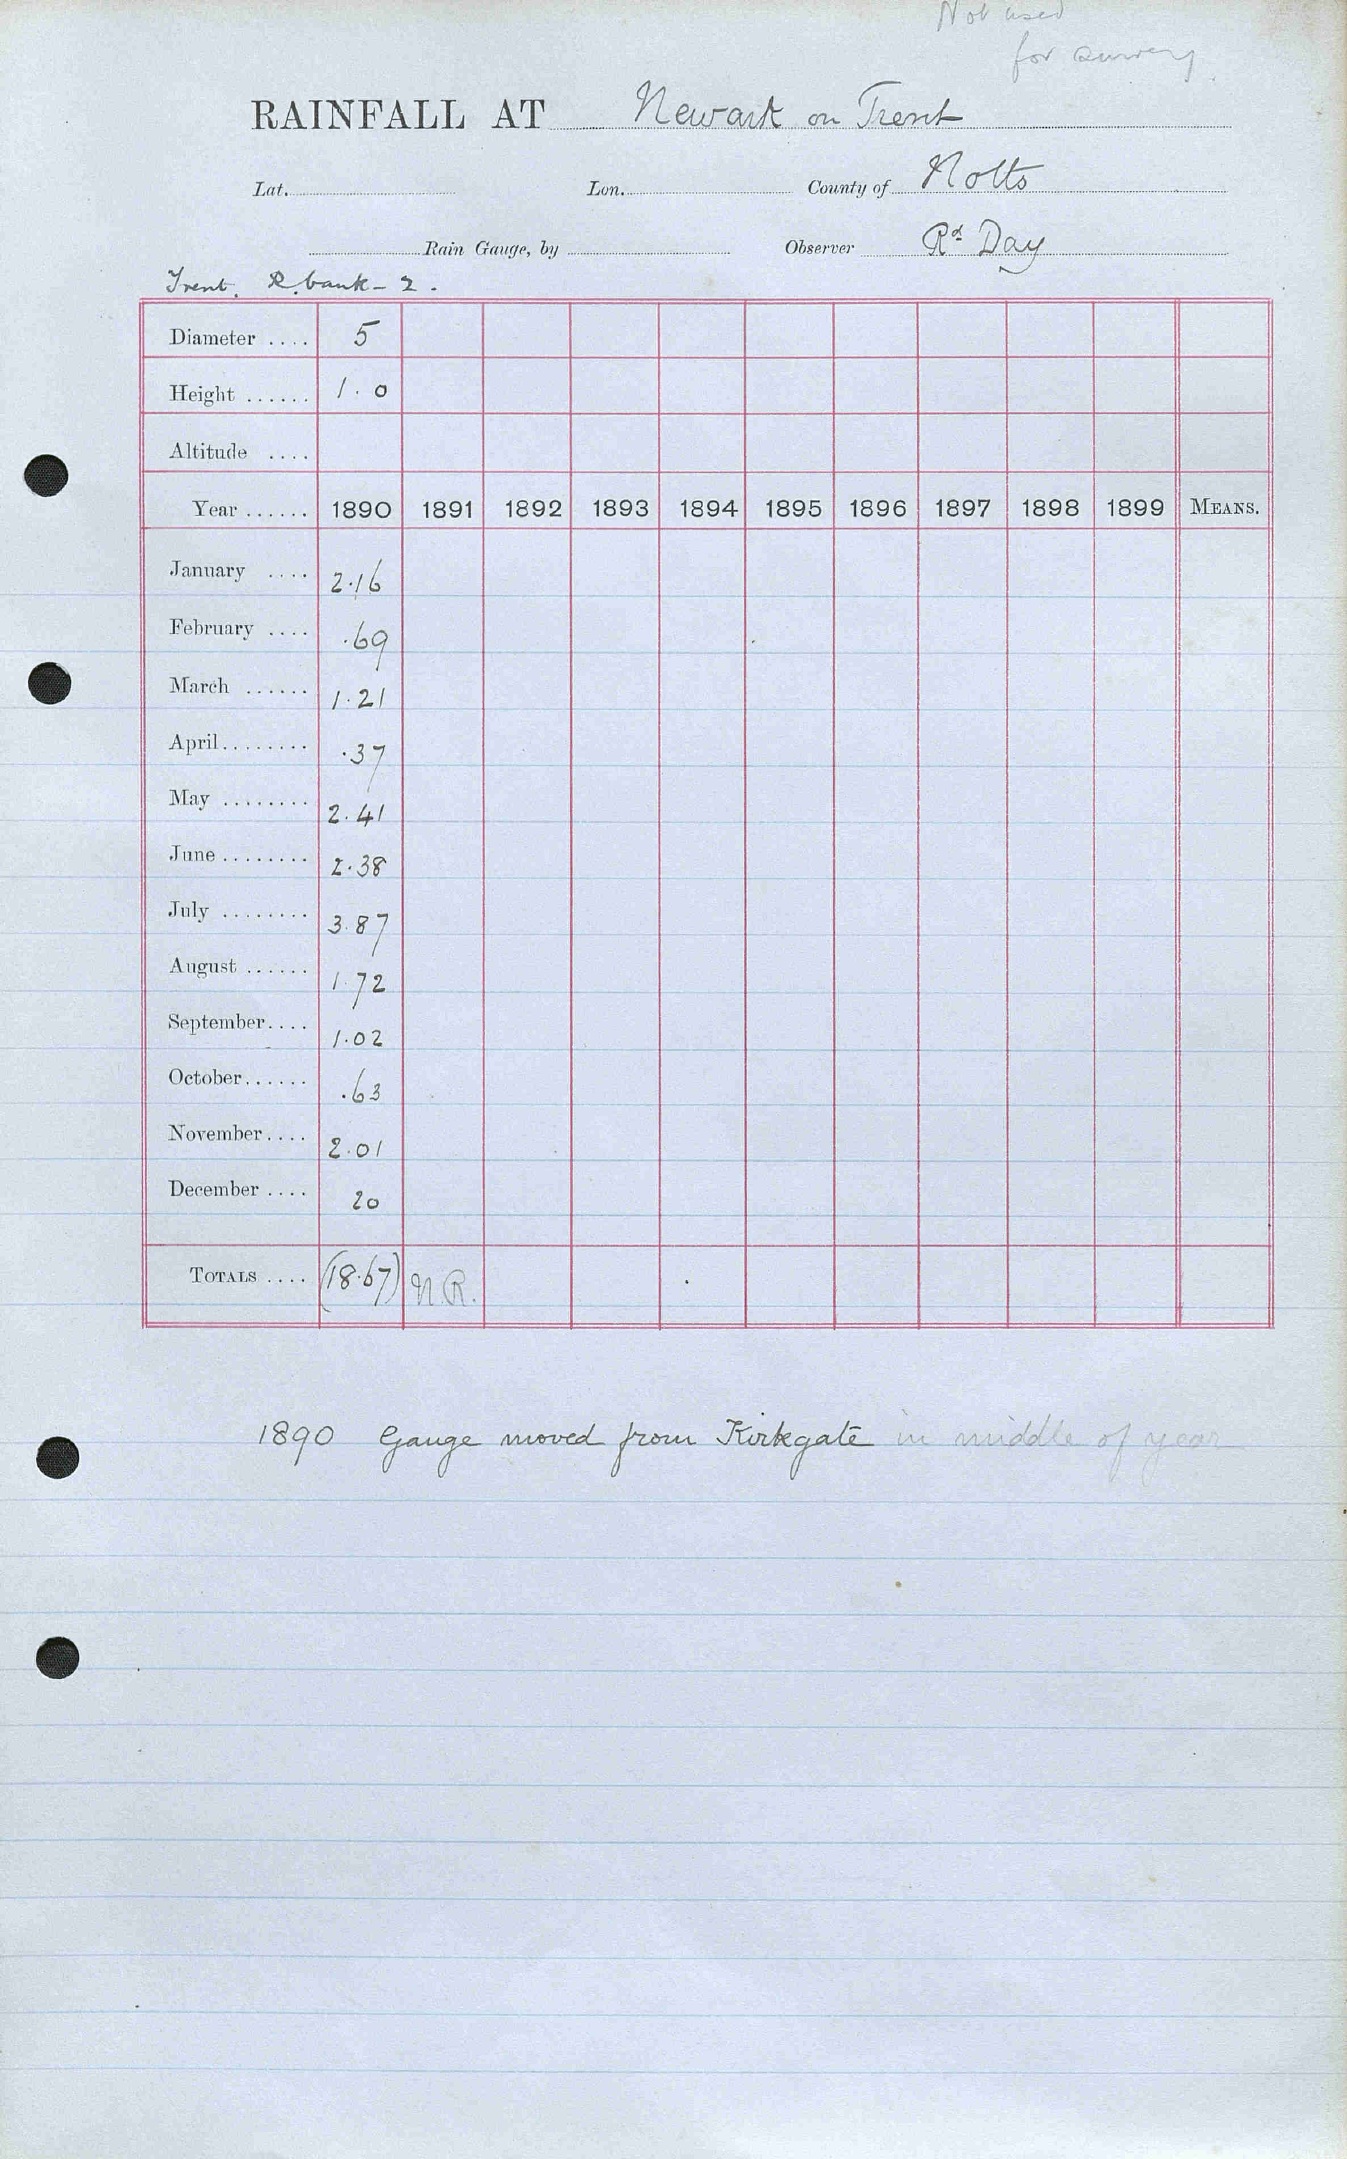 Not used
for survey.
RAINFALL AT Newark on Trent
Lat. Lon. County of Notts
Rain Gauge, by Observer Rd Day
Trent. R. bank - 2.
Diameter .... 5
Height ...... 1.0
Altitude ....
Year ...... 1890 1891 1892 1893 1894 1895 1896 1897 1898 1899 MEANS.
January .... 2.16
February .... .69
March ...... 1.21
April ........ .37
May ........ 2.41
June ........ 2.38
July ........ 3.87
August ...... 1.72
September .... 1.02
October ...... .63
November .... 2.01
December .... 20
TOTALS .... (18.67) N.R.
1890 Gauge moved from Kirkgate in middle of year